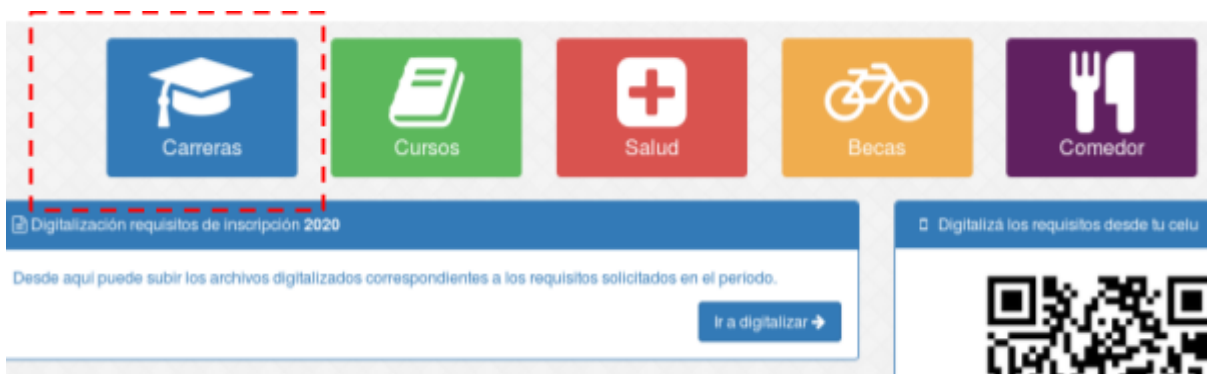 Carreras
Cursos
Salud
Becas
Comedor
Digitalización requisitos de inscripción 2020
Digitalizá los requisitos desde tu celu
Desde aquí puede subir los archivos digitalizados correspondientes a los requisitos solicitados en el período.
Ir a digitalizar